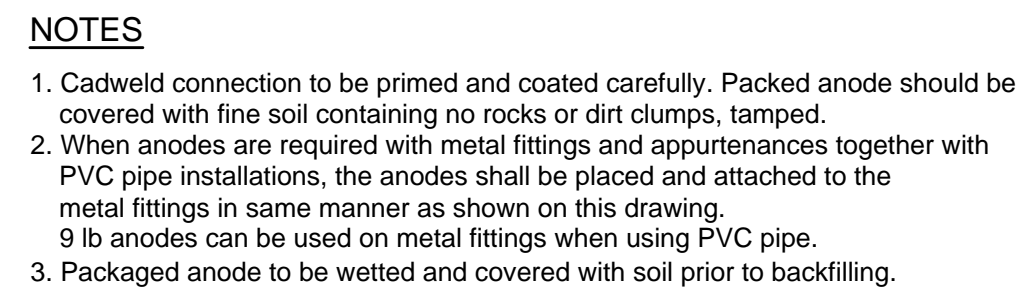 NOTES
1. Cadweld connection to be primed and coated carefully. Packed anode should be
covered with fine soil containing no rocks or dirt clumps, tamped.
2. When anodes are required with metal fittings and appurtenances together with
PVC pipe installations, the anodes shall be placed and attached to the
metal fittings in same manner as shown on this drawing.
9 lb anodes can be used on metal fittings when using PVC pipe.
3. Packaged anode to be wetted and covered with soil prior to backfilling.